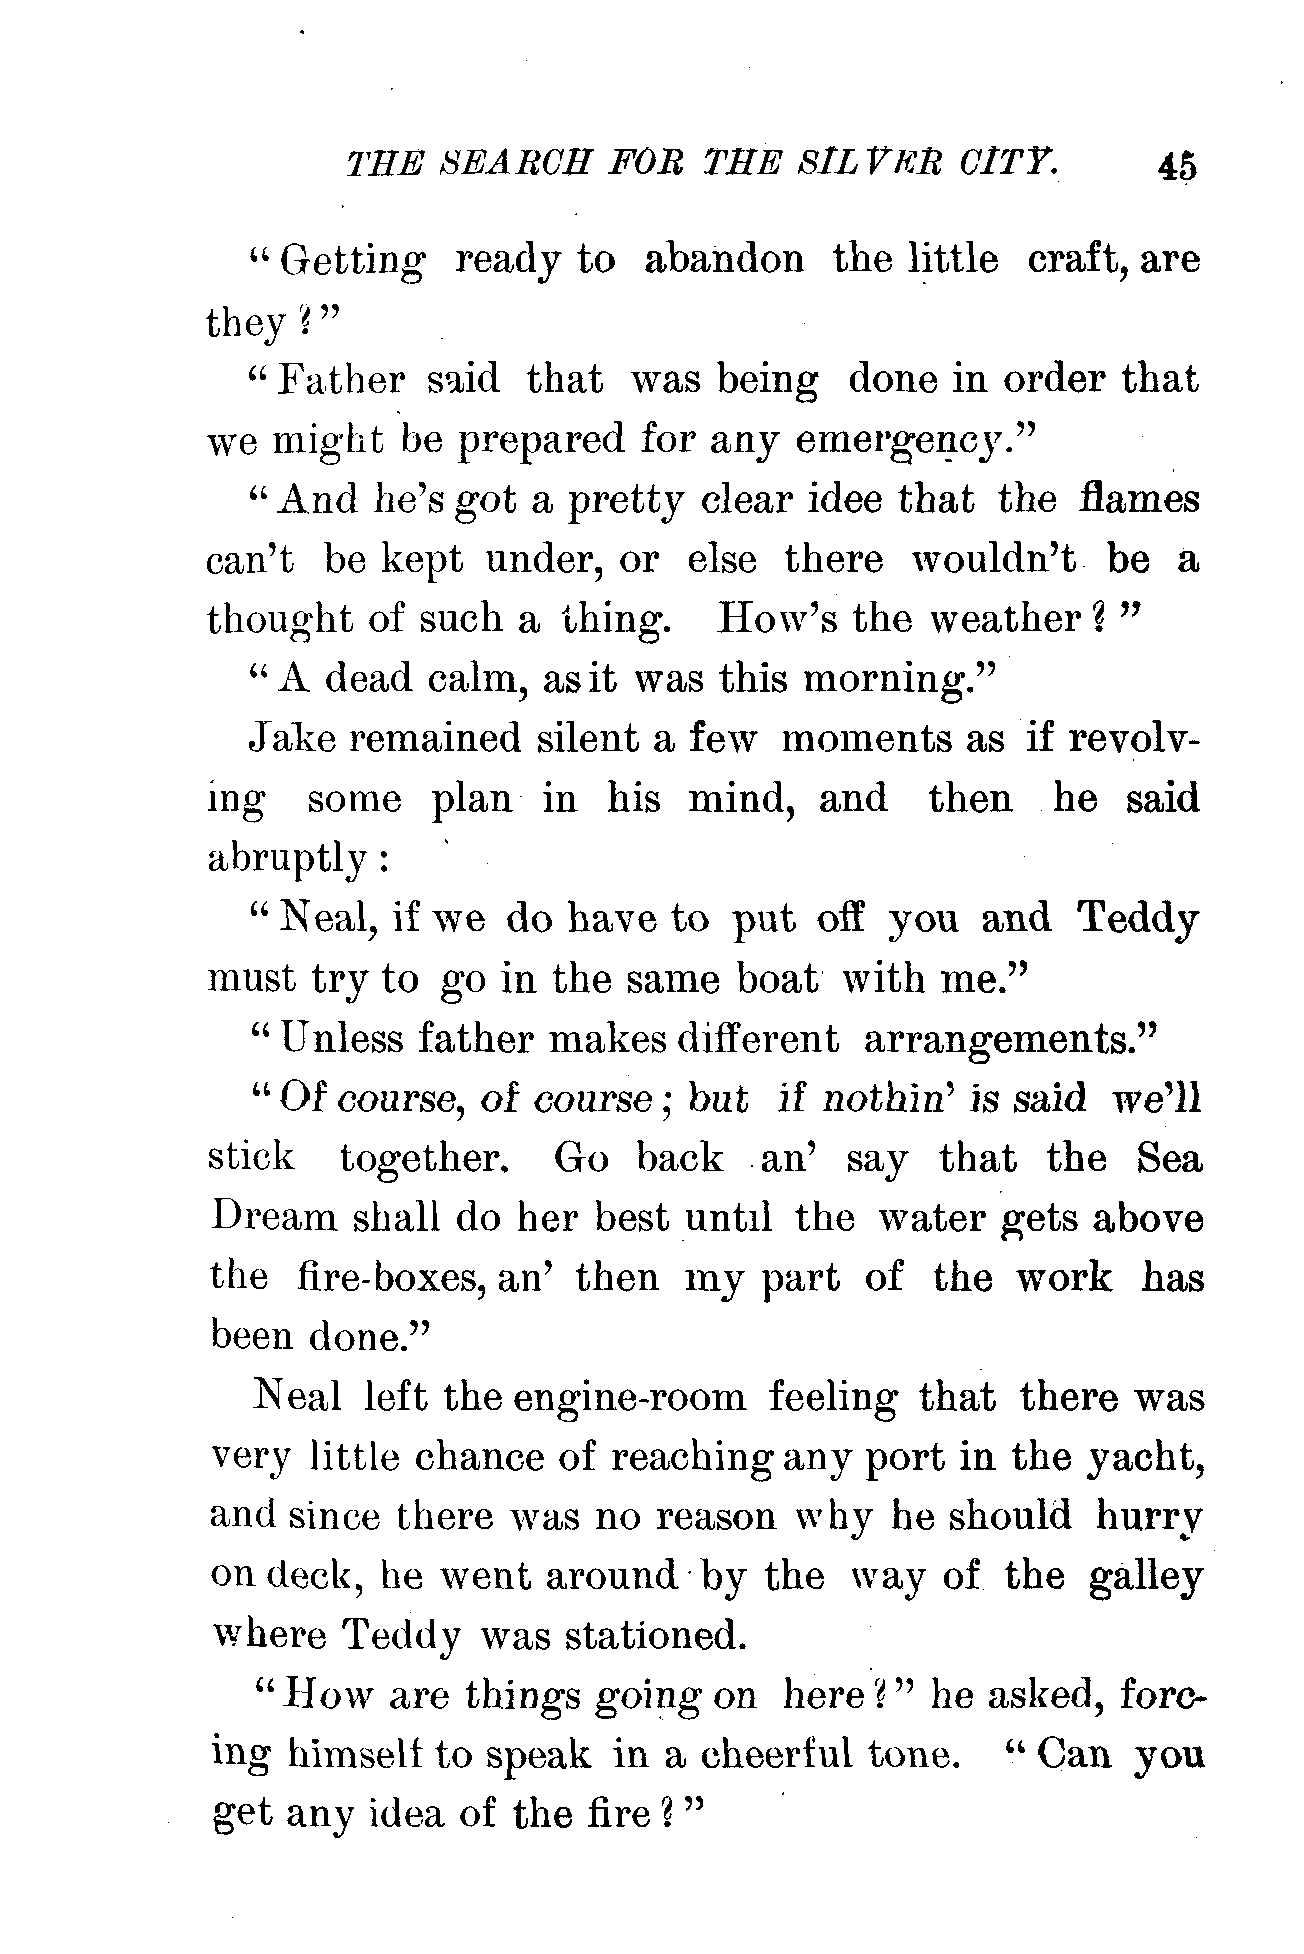 THE SEARCH FOR THE SILVER CITY. 45
"Getting ready to abandon the little craft, are
they?"
"Father said that was being done in order that
we might be prepared for any emergency."
"And he's got a pretty clear idee that the flames
can't be kept under, or else there wouldn't be a
thought of such a thing. How's the weather?"
"A dead calm, as it was this morning."
Jake remained silent a few moments as if revolv-
ing some plan in his mind, and then he said
abruptly:
"Neal, if we do have to put off you and Teddy
must try to go in the same boat with me."
"Unless father makes different arrangements."
"Of course, of course; but if nothin' is said we'll
stick together. Go back an' say that the Sea
Dream shall do her best until the water gets above
the fire-boxes, an' then my part of the work has
been done."
Neal left the engine-room feeling that there was
very little chance of reaching any port in the yacht,
and since there was no reason why he should hurry
on deck, he went around by the way of the galley
where Teddy was stationed.
"How are things going on here?" he asked, forc-
ing himself to speak in a cheerful tone. "Can you
get any idea of the fire?"